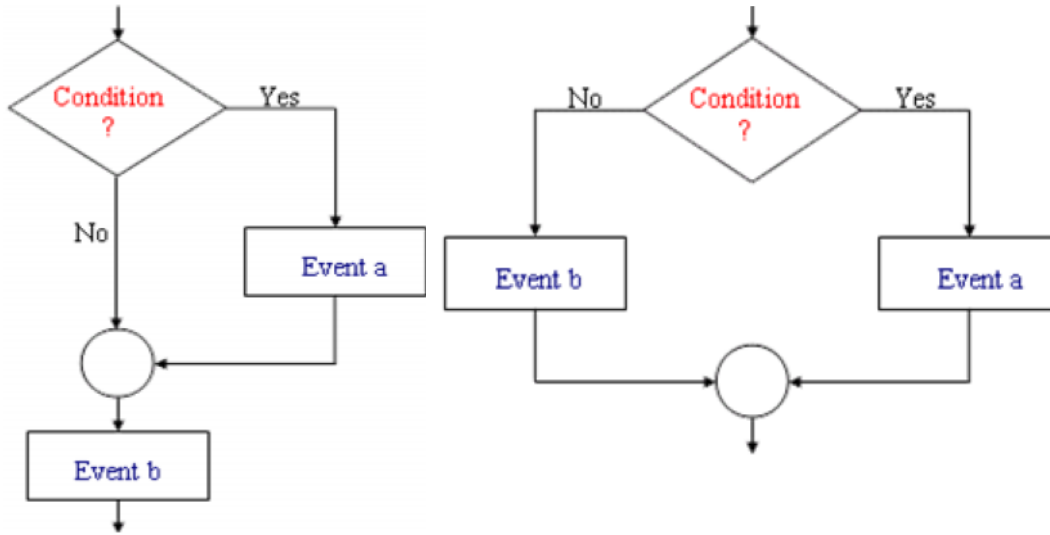 Condition
?
Yes
No
Event a
Event b
Condition
?
No
Yes
Event b
Event a